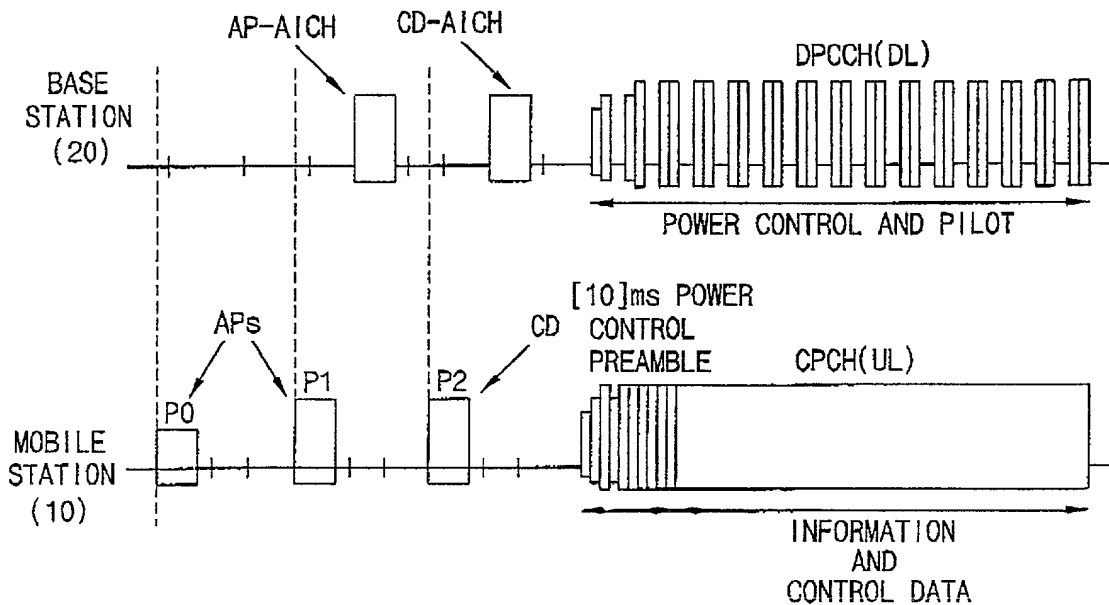 AP-AICH
CD-AICH
DPCCH(DL)
BASE
STATION
(20)
POWER CONTROL AND PILOT
[10]ms POWER
CONTROL
PREAMBLE
APs
CD
CPCH(UL)
P0
P1
P2
MOBILE
STATION
(10)
INFORMATION
AND
CONTROL DATA